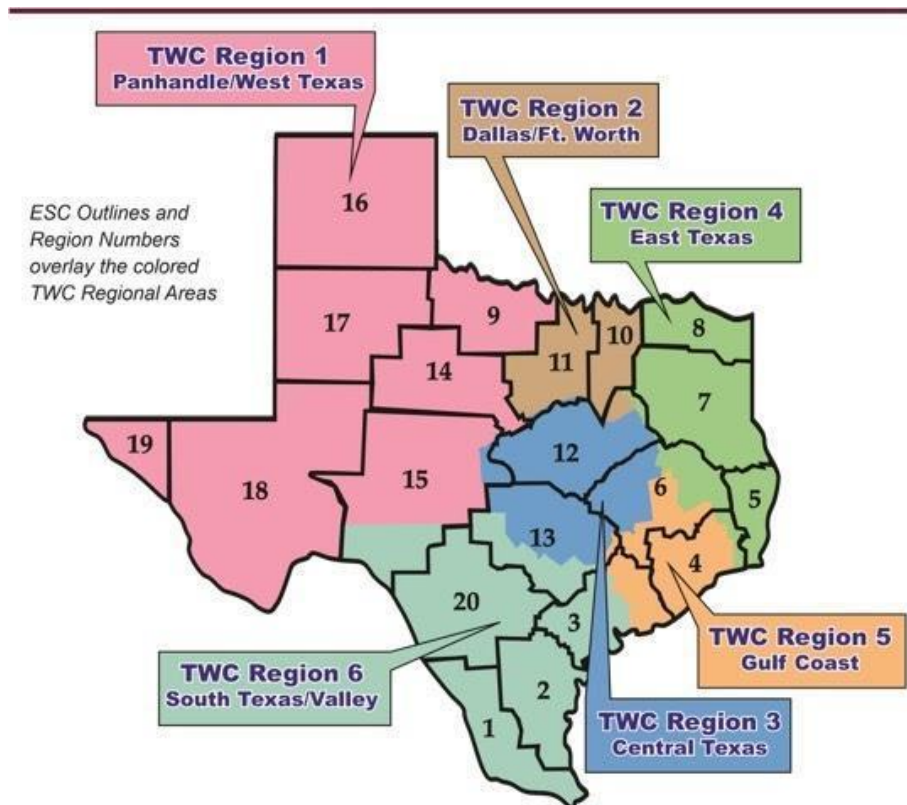 TWC Region 1
Panhandle/West Texas
TWC Region 2
Dallas/Ft. Worth
TWC Region 4
East Texas
ESC Outlines and
Region Numbers
overlay the colored
TWC Regional Areas
16
17
9
14
11
10
8
7
19
18
15
12
6
5
13
4
20
3
2
1
TWC Region 5
Gulf Coast
TWC Region 6
South Texas/Valley
TWC Region 3
Central Texas